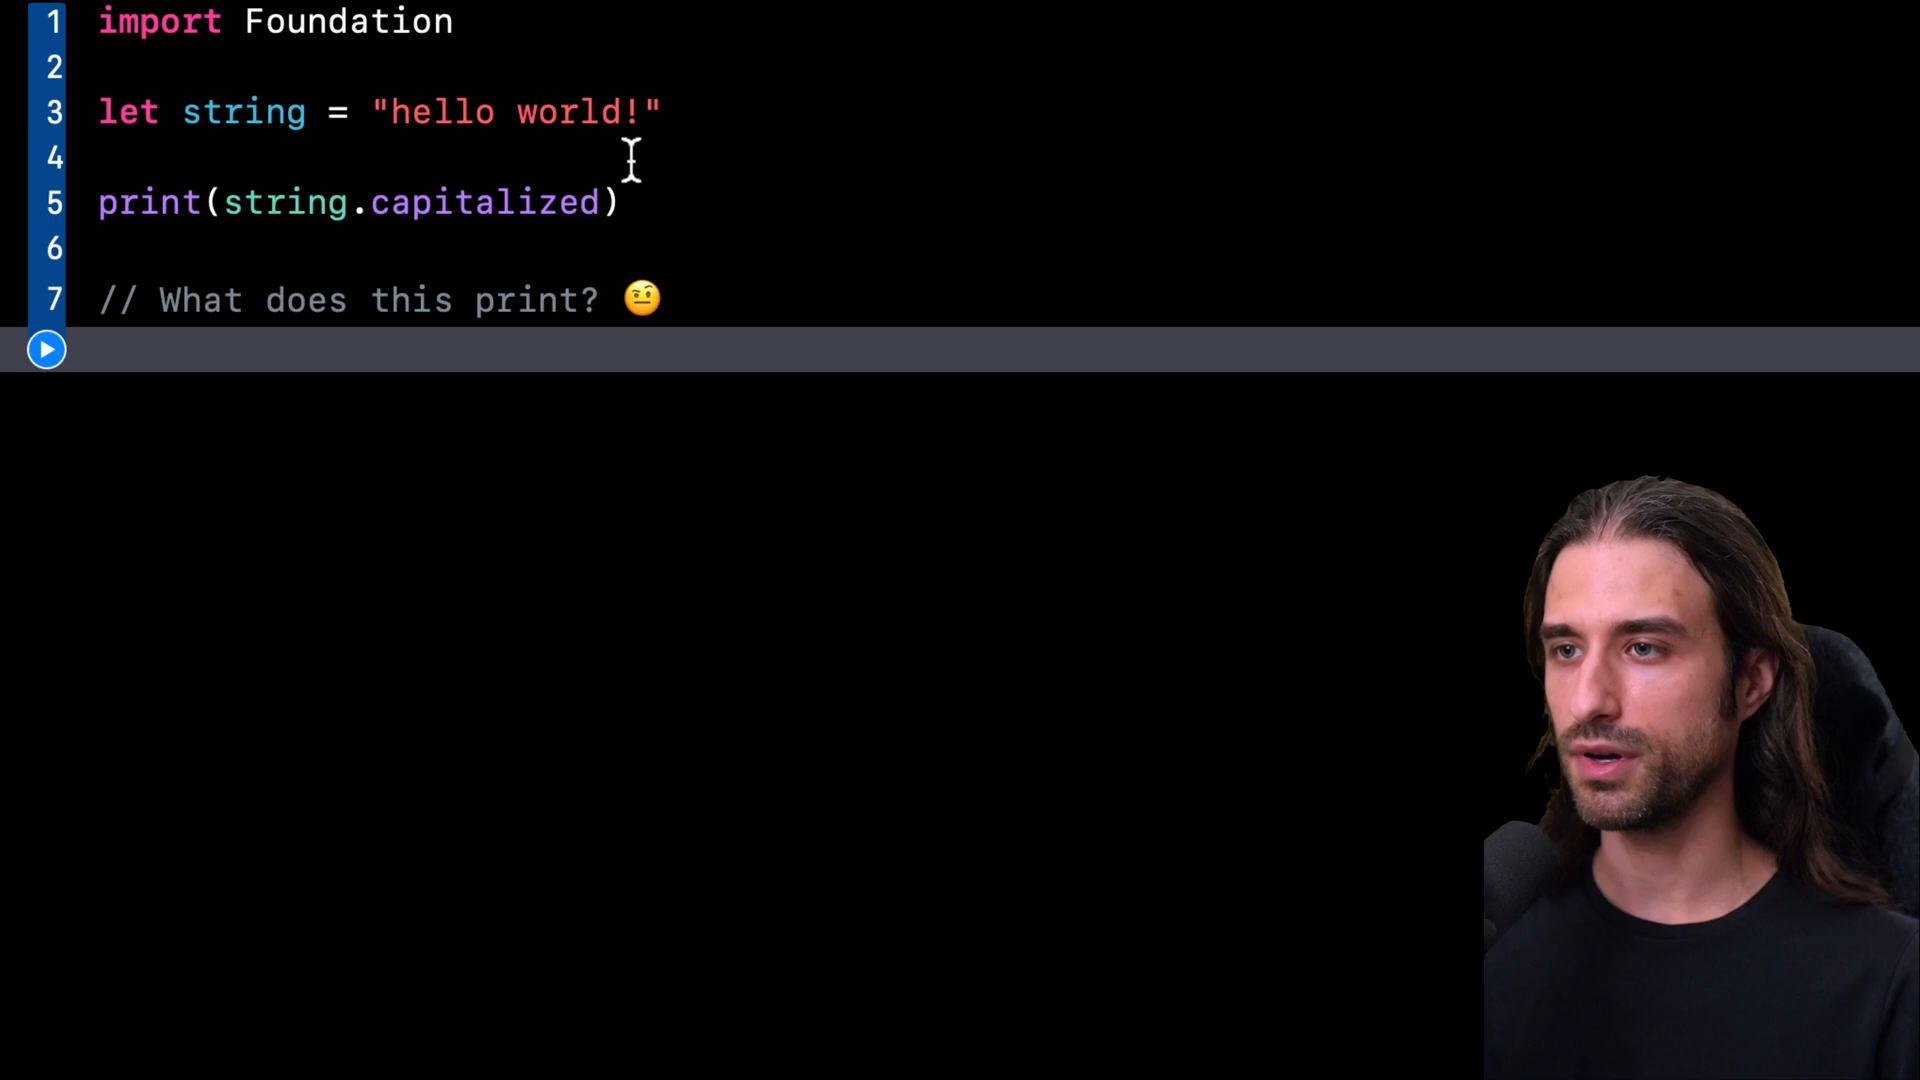 1 import Foundation
2
3 let string = "hello world!"
4
5 print(string.capitalized)
6
7 // What does this print? 🤨